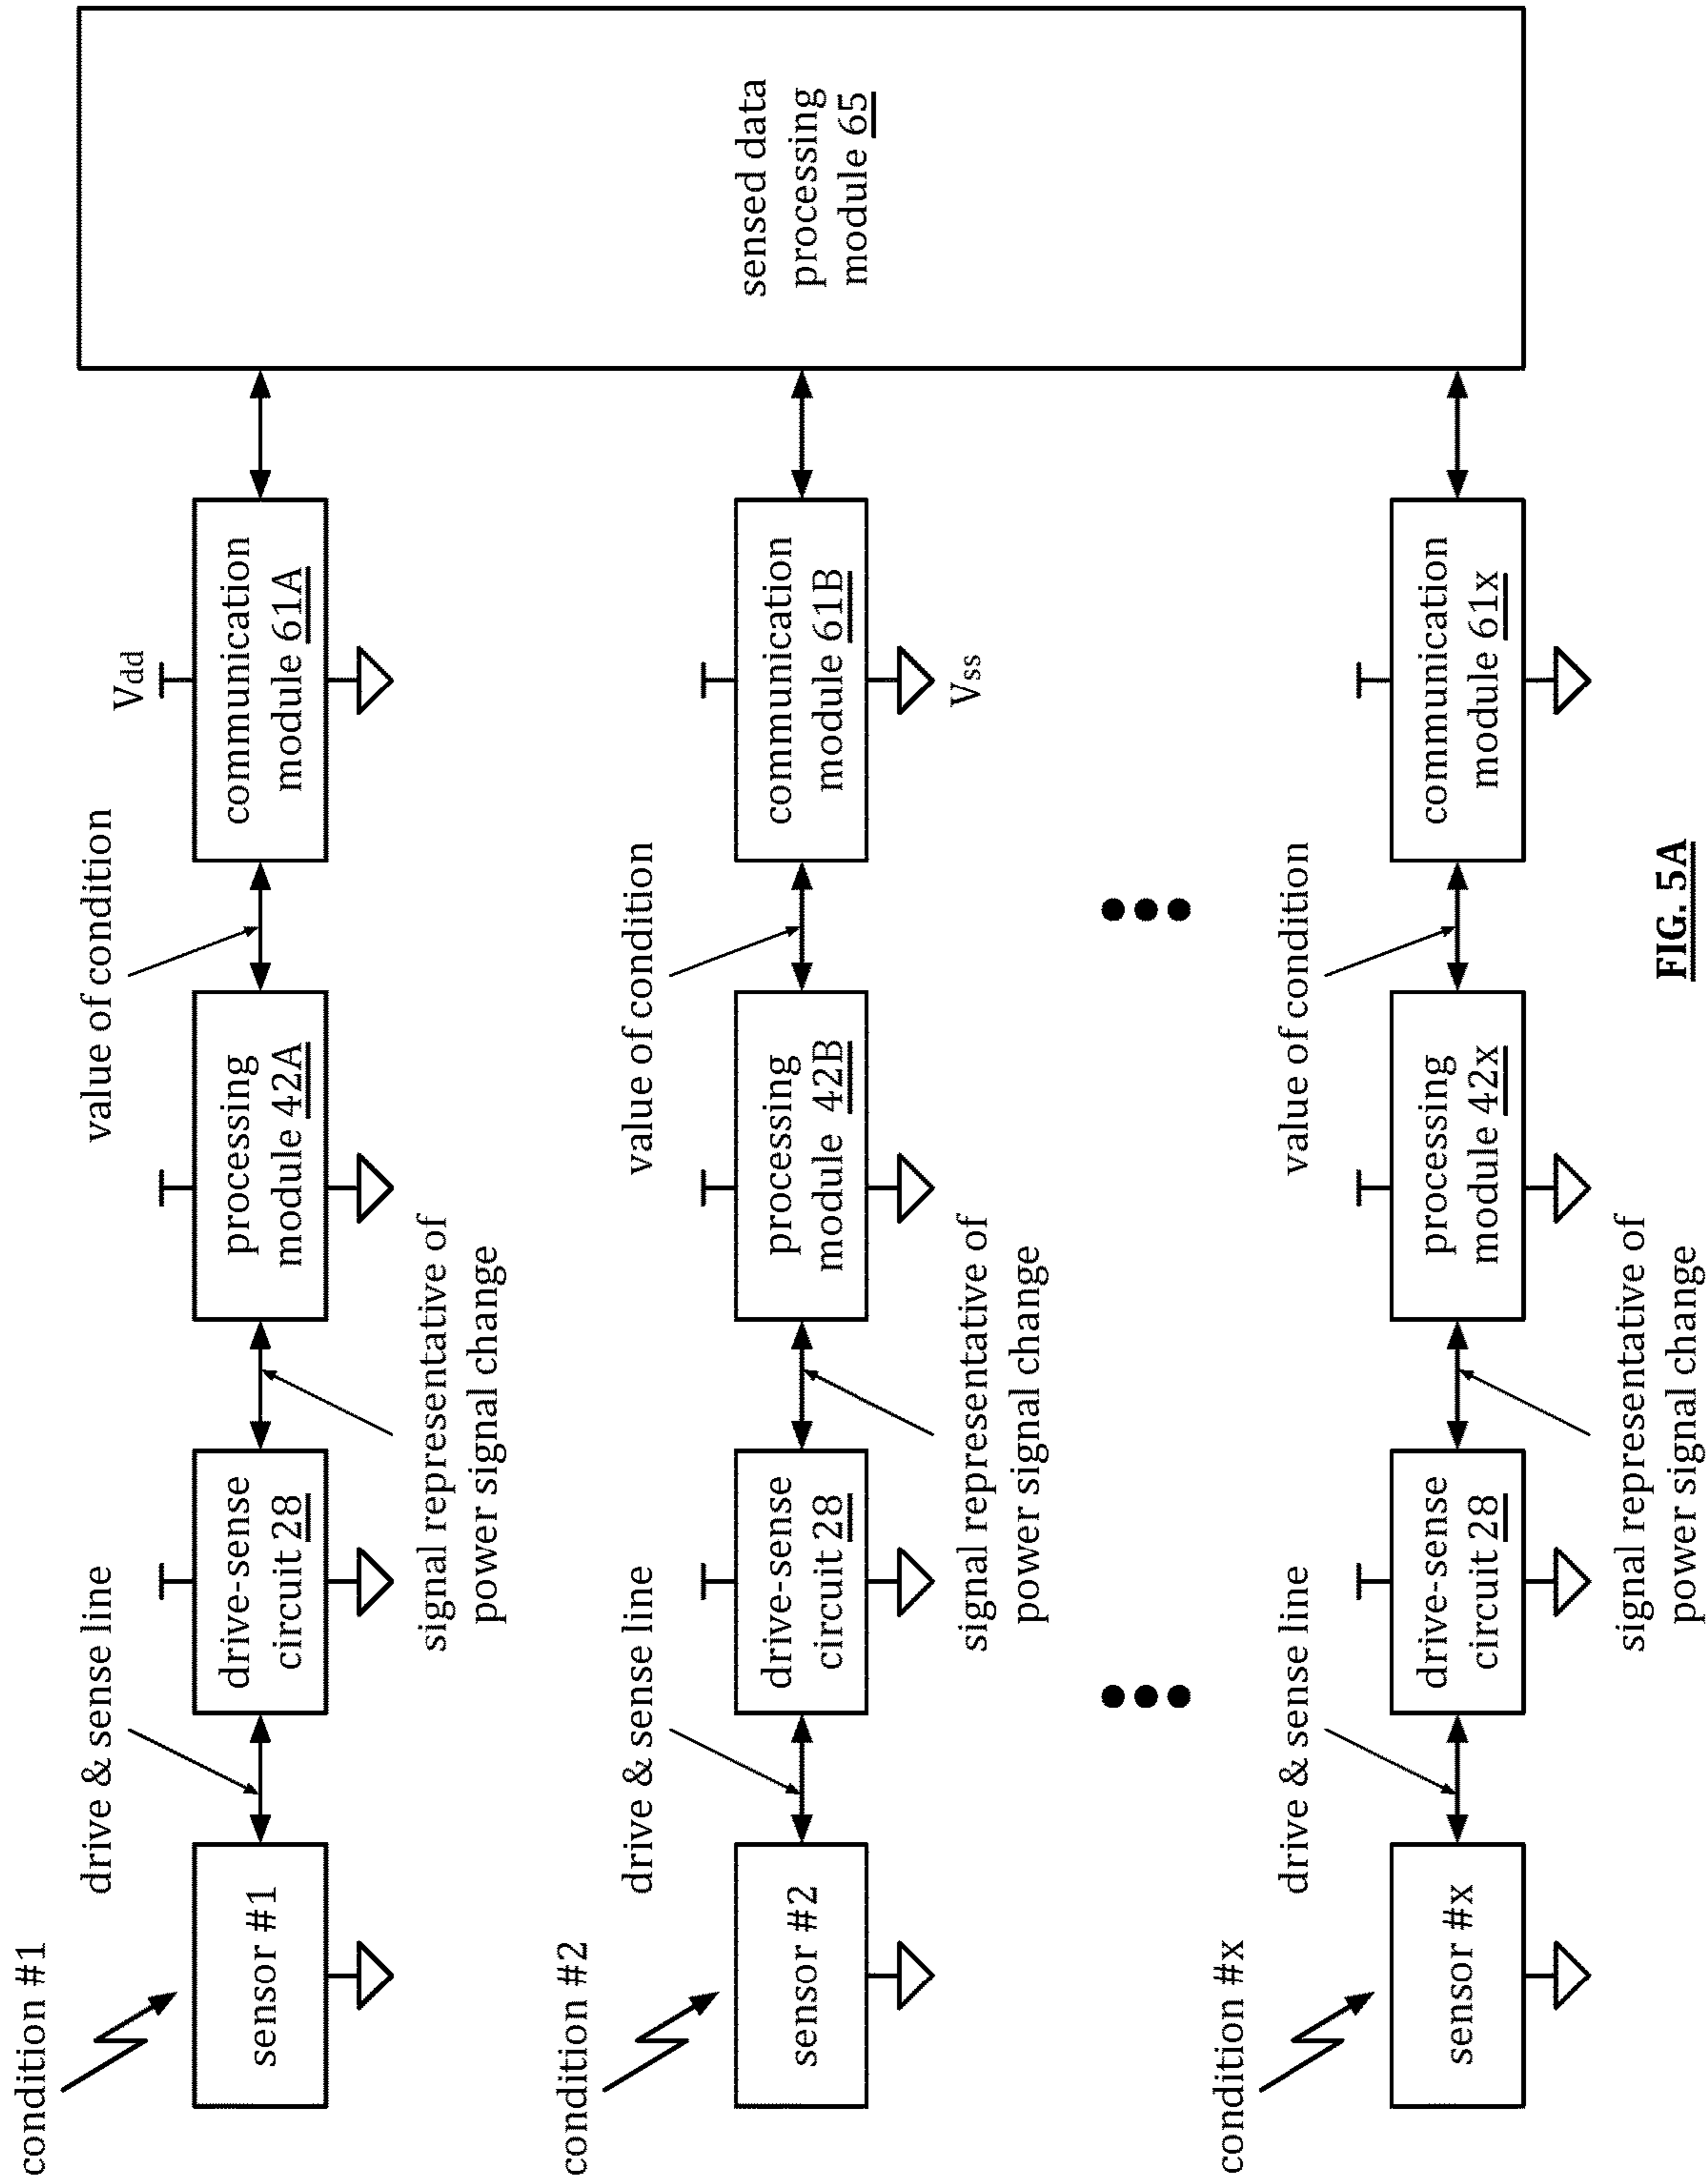 condition #1
drive & sense line
value of condition
Vdd
sensor #1
drive-sense
circuit 28
processing
module 42A
communication
module 61A
signal representative of
power signal change
condition #2
drive & sense line
value of condition
sensor #2
drive-sense
circuit 28
processing
module 42B
communication
module 61B
Vss
signal representative of
power signal change
sensed data
processing
module 65
condition #x
drive & sense line
value of condition
sensor #x
drive-sense
circuit 28
processing
module 42x
communication
module 61x
signal representative of
power signal change
FIG. 5A